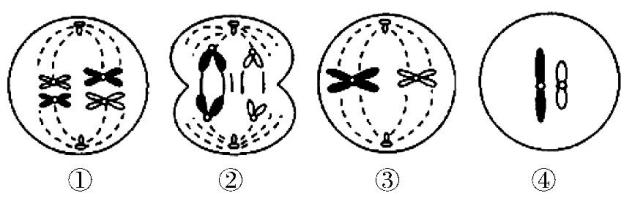 ① ② ③ ④